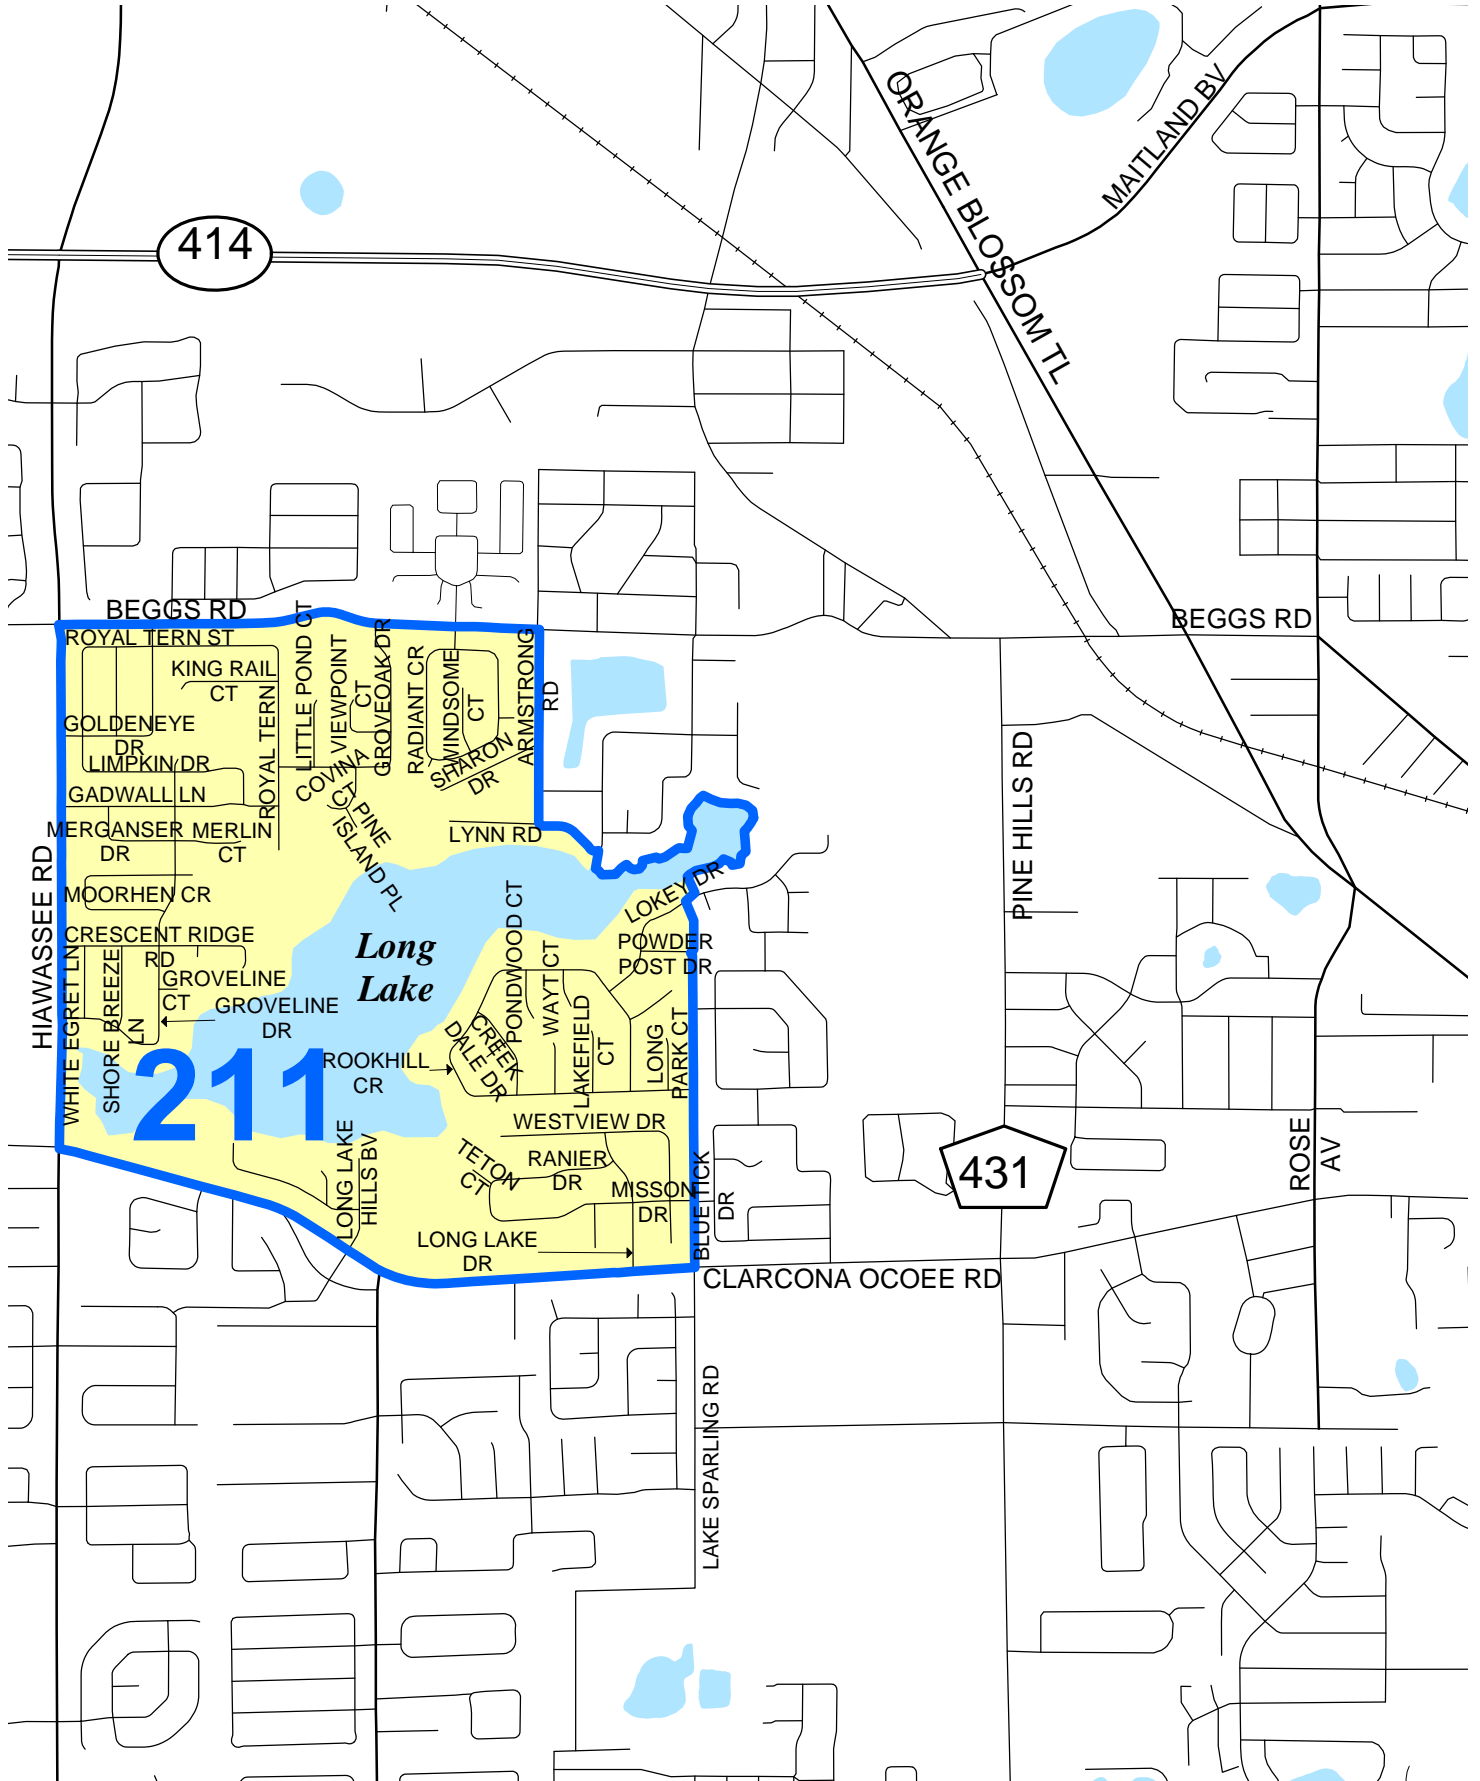 ORANGE BLOSSOM TL
MAITLAND BV
414
BEGGS RD
BEGGS RD
ROYAL TERN ST
KING RAIL
CT
LITTLE POND CT
VIEWPOINT
CT
GROVEOAK DR
RADIANT CR
WINDSOME
CT
ARMSTRONG
RD
GOLDENEYE
DR
LIMPKIN DR
ROYAL TERN
COVINA
CT
SHARON
DR
GADWALL LN
PINE
ISLAND PL
LYNN RD
MERGANSER
DR
MERLIN
CT
HIAWASSEE RD
MOORHEN CR
LOKEY DR
PINE HILLS RD
CRESCENT RIDGE
RD
Long
Lake
PONDWOOD CT
WAYT CT
POWDER
POST DR
WHITE EGRET LN
SHORE BREEZE
LN
GROVELINE
CT
GROVELINE
DR
CREEK
DALE DR
LAKEFIELD
CT
LONG
PARK CT
211
ROOKHILL
CR
WESTVIEW DR
LONG LAKE
HILLS BV
TETON
CT
RANIER
DR
MISSON
DR
BLUETICK
DR
431
ROSE
AV
LONG LAKE
DR
CLARCONA OCOEE RD
LAKE SPARLING RD